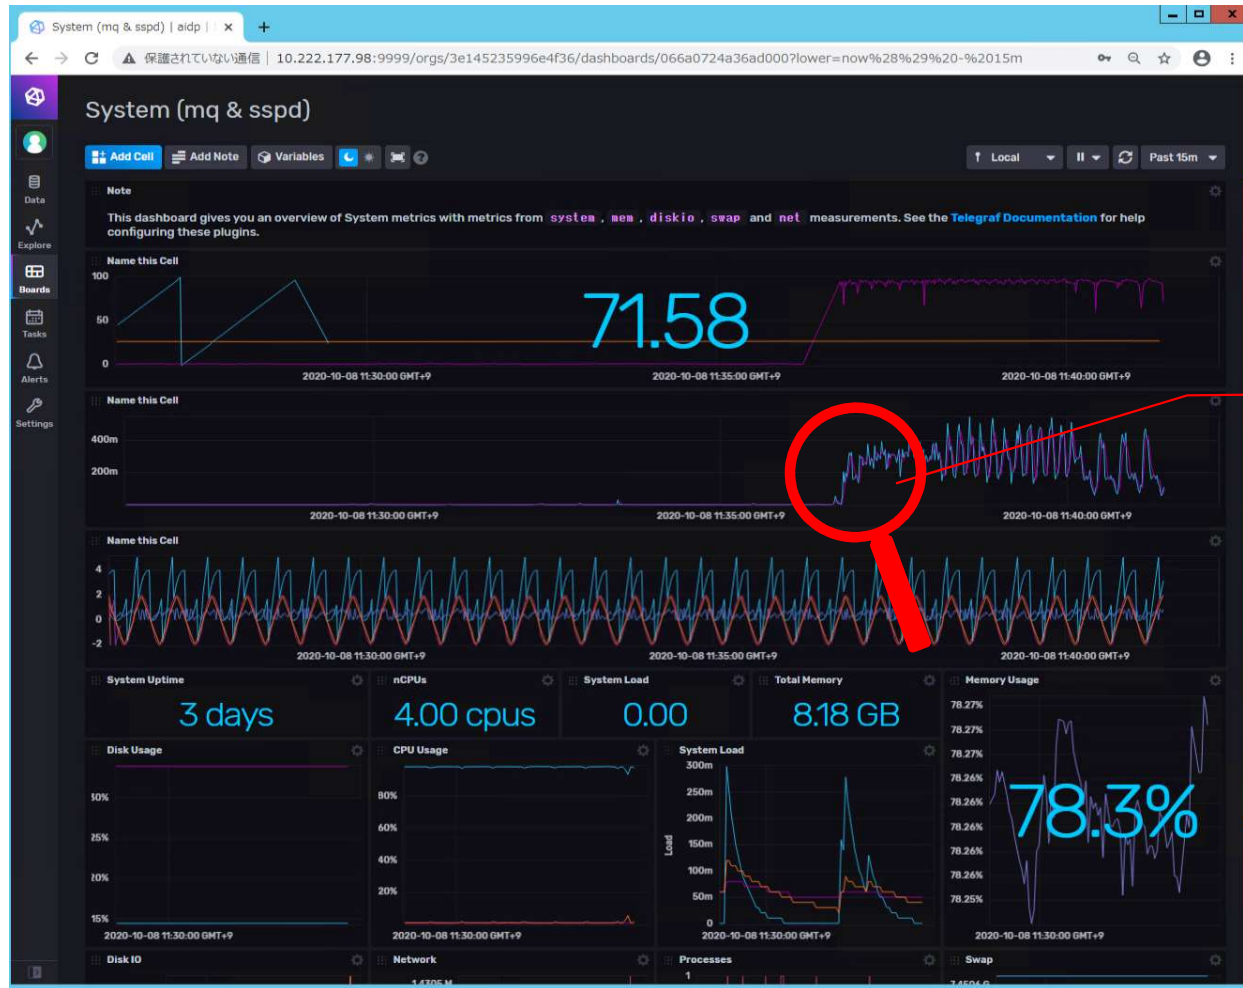 System (mq & sspd) | aidp |
保護されていない通信 | 10.222.177.98:9999/orgs/3e145235996e4f36/dashboards/066a0724a36ad000?lower=now%28%29%20-%2015m
System (mq & sspd)
Add Cell
Add Note
Variables
Local
Past 15m
Data
Explore
Boards
Tasks
Alerts
Settings
Note
This dashboard gives you an overview of System metrics with metrics from system, mem, diskio, swap and net measurements. See the Telegraf Documentation for help
configuring these plugins.
Name this Cell
100
50
0
71.58
2020-10-08 11:30:00 GMT+9
2020-10-08 11:35:00 GMT+9
2020-10-08 11:40:00 GMT+9
Name this Cell
400m
200m
2020-10-08 11:30:00 GMT+9
2020-10-08 11:35:00 GMT+9
2020-10-08 11:40:00 GMT+9
Name this Cell
4
2
0
-2
2020-10-08 11:30:00 GMT+9
2020-10-08 11:35:00 GMT+9
2020-10-08 11:40:00 GMT+9
System Uptime
3 days
nCPUs
4.00 cpus
System Load
0.00
Total Memory
8.18 GB
Memory Usage
78.27%
78.27%
78.27%
78.26%
78.26%
78.26%
78.26%
78.26%
78.25%
78.3%
2020-10-08 11:30:00 GMT+9
Disk Usage
25%
20%
15%
2020-10-08 11:30:00 GMT+9
CPU Usage
80%
60%
40%
20%
2020-10-08 11:30:00 GMT+9
System Load
Load
300m
250m
200m
150m
100m
50m
0
2020-10-08 11:30:00 GMT+9
Disk IO
Network
Processes
1
Swap